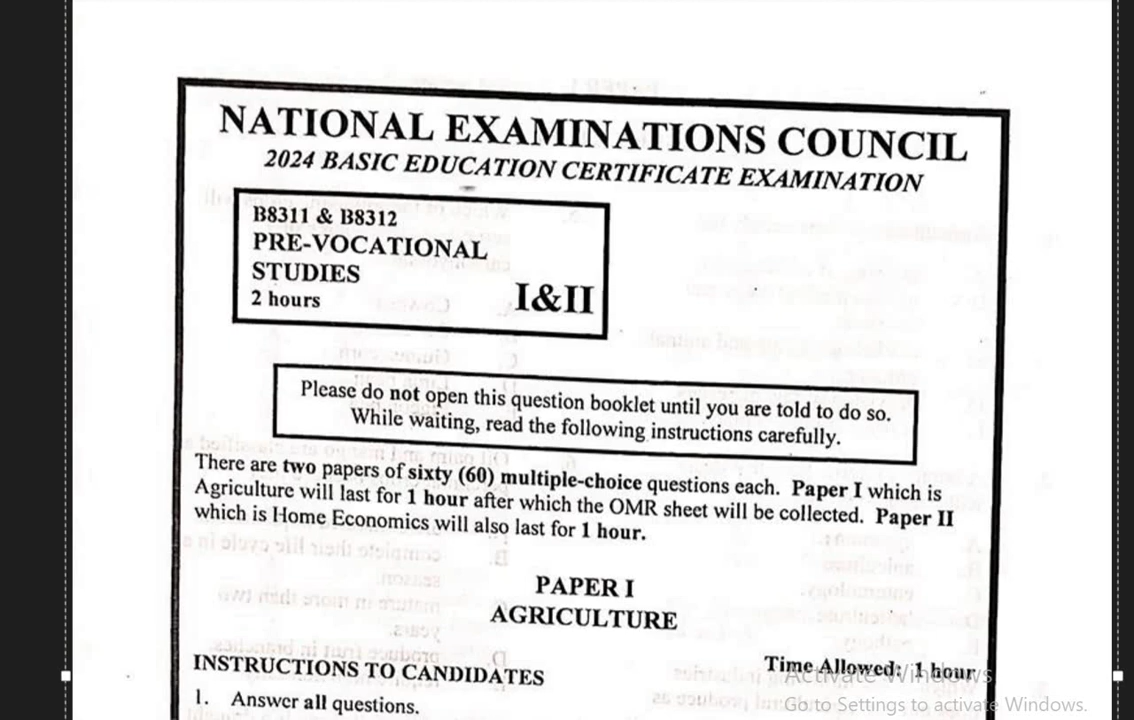 NATIONAL EXAMINATIONS COUNCIL
2024 BASIC EDUCATION CERTIFICATE EXAMINATION
B8311 & B8312
PRE-VOCATIONAL
STUDIES
2 hours
I&II
Please do not open this question booklet until you are told to do so.
While waiting, read the following instructions carefully.
There are two papers of sixty (60) multiple-choice questions each. Paper I which is
Agriculture will last for 1 hour after which the OMR sheet will be collected. Paper II
which is Home Economics will also last for 1 hour.
PAPER I
AGRICULTURE
INSTRUCTIONS TO CANDIDATES
Time Allowed: 1 hour
1. Answer all questions.
Activate Windows
Go to Settings to activate Windows.